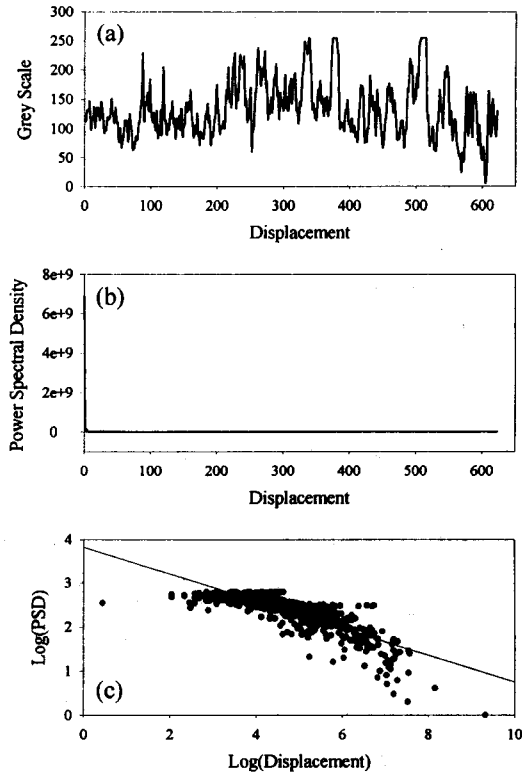 (a)
Grey Scale
300
250
200
150
100
50
0
0 100 200 300 400 500 600
Displacement
(b)
Power Spectral Density
8e+9
6e+9
4e+9
2e+9
0
0 100 200 300 400 500 600
Displacement
(c)
Log(PSD)
4
3
2
1
0
0 2 4 6 8 10
Log(Displacement)